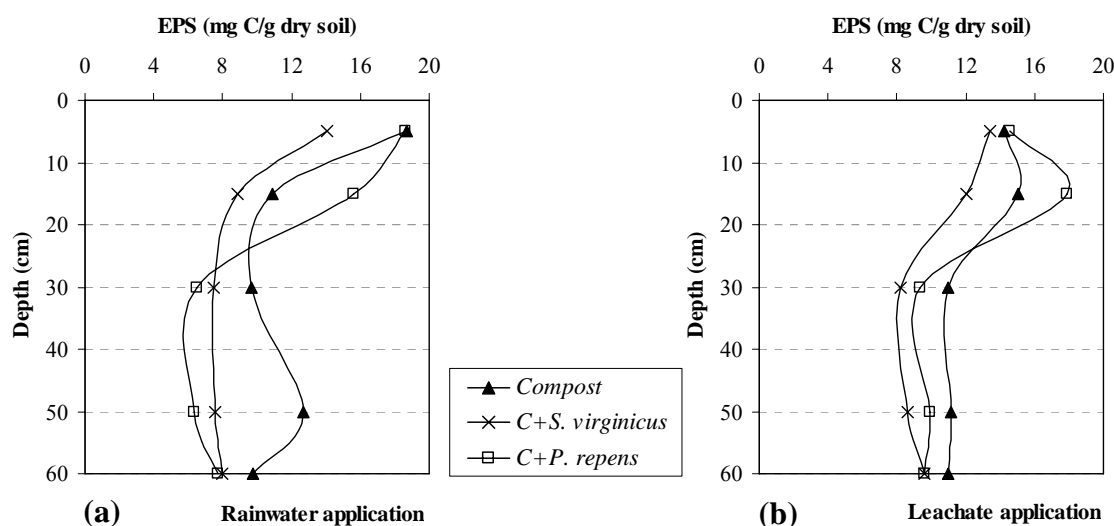 EPS (mg C/g dry soil)
0 4 8 12 16 20
0
10
20
30
40
50
60
Depth (cm)
(a)
Rainwater application
Compost
C+S. virginicus
C+P. repens
EPS (mg C/g dry soil)
0 4 8 12 16 20
0
10
20
30
40
50
60
Depth (cm)
(b)
Leachate application